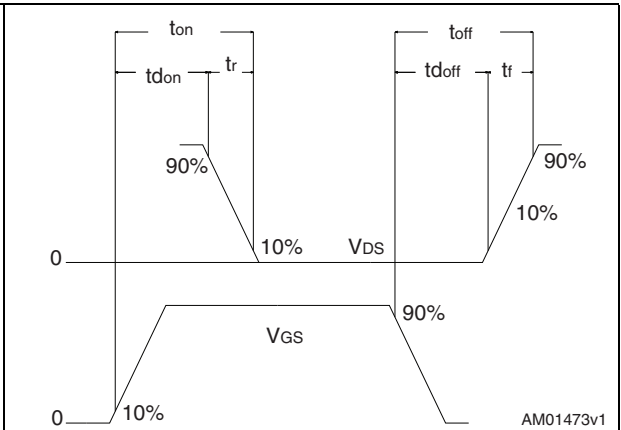 ton toff
tdon tr tdoff tf
90% 90%
10%
0 10% VDS
90%
VGS
0 10%
AM01473v1